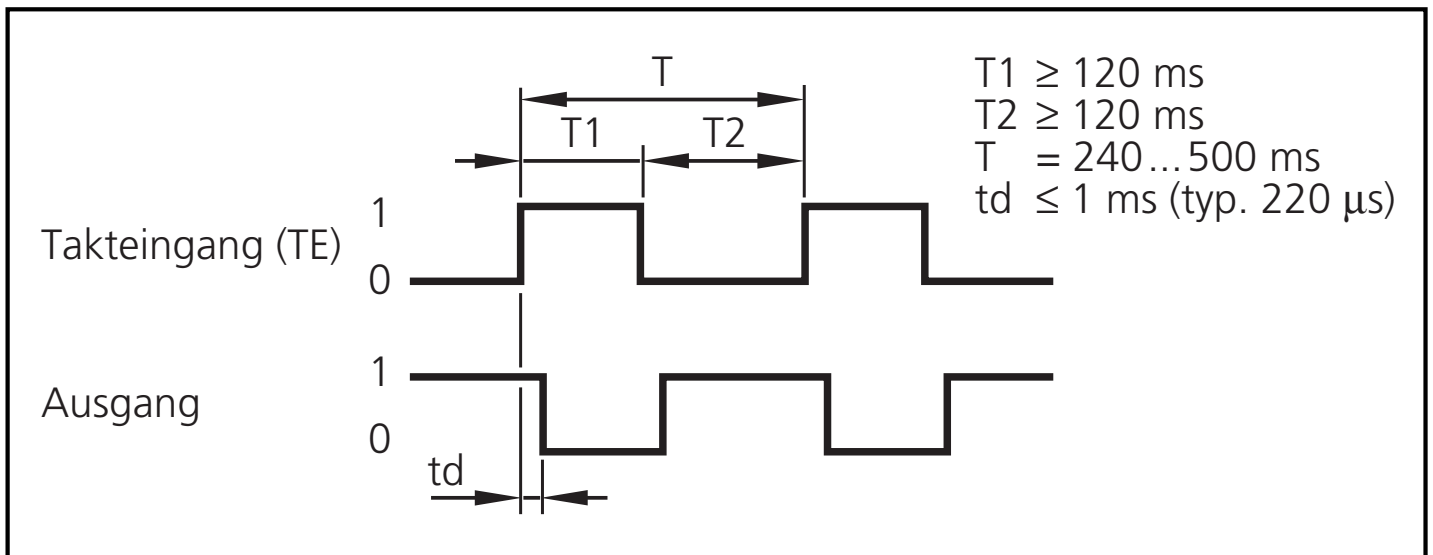 T
T1 T2
T1 ≥ 120 ms
T2 ≥ 120 ms
T = 240...500 ms
td ≤ 1 ms (typ. 220 µs)
1
Takteingang (TE)
0
1
Ausgang
0
td